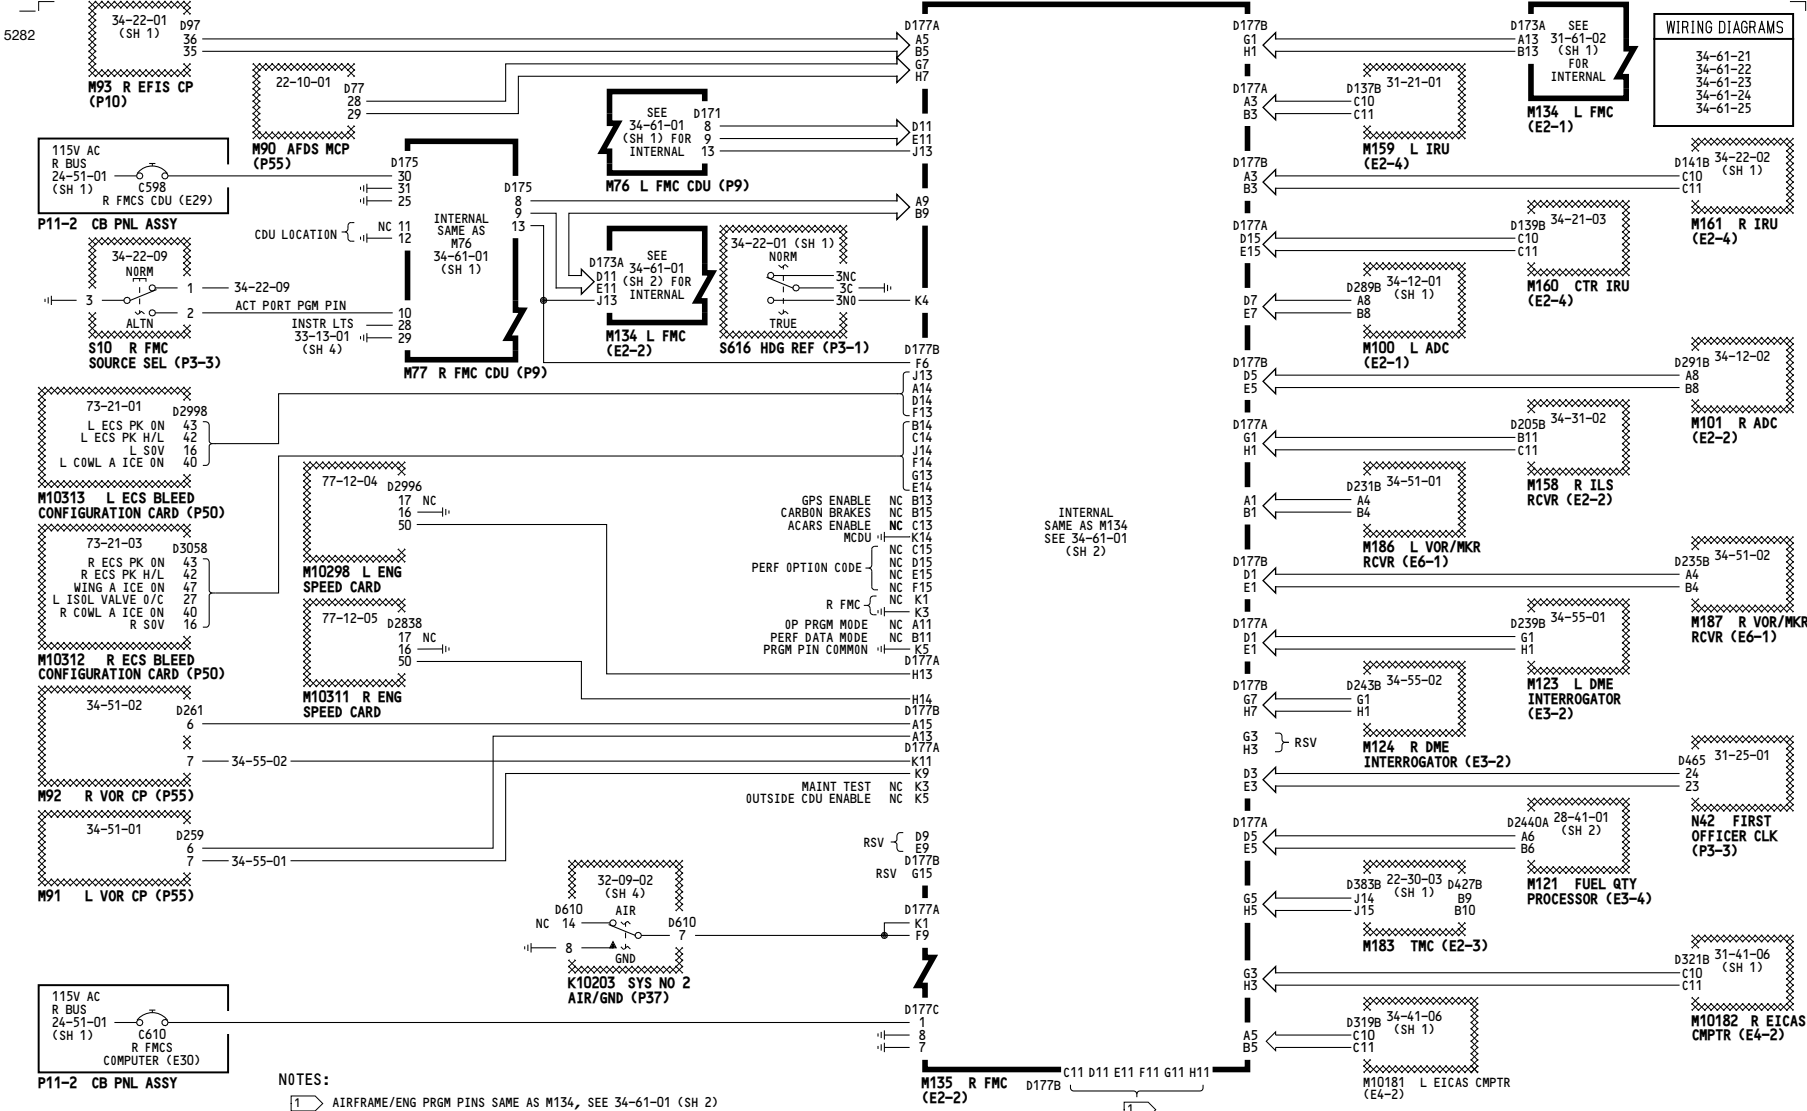 5282
34-22-01
(SH 1)
D97
36
35
M93 R EFIS CP
(P10)
22-10-01
D77
28
29
M90 AFDS MCP
(P55)
115V AC
R BUS
24-51-01
(SH 1)
C598
R FMCS CDU (E29)
P11-2 CB PNL ASSY
D175
30
31
25
CDU LOCATION
NC 11
12
INTERNAL
SAME AS
M76
34-61-01
(SH 1)
D175
8
9
13
10
28
29
M77 R FMC CDU (P9)
34-22-09
NORM
3
1
34-22-09
2
ACT PORT PGM PIN
ALTN
INSTR LTS
33-13-01
(SH 4)
S10 R FMC
SOURCE SEL (P3-3)
SEE
34-61-01
(SH 1) FOR
INTERNAL
D171
8
9
13
M76 L FMC CDU (P9)
D173A
D11
E11
J13
SEE
34-61-01
(SH 2) FOR
INTERNAL
M134 L FMC
(E2-2)
34-22-01 (SH 1)
NORM
3NC
3C
3NO
TRUE
S616 HDG REF (P3-1)
73-21-01
D2998
L ECS PK ON 43
L ECS PK H/L 42
L SOV 16
L COWL A ICE ON 40
M10313 L ECS BLEED
CONFIGURATION CARD (P50)
73-21-03
D3058
R ECS PK ON 43
R ECS PK H/L 42
WING A ICE ON 47
L ISOL VALVE O/C 27
R COWL A ICE ON 40
R SOV 16
M10312 R ECS BLEED
CONFIGURATION CARD (P50)
77-12-04
D2996
17 NC
16
50
M10298 L ENG
SPEED CARD
77-12-05
D2838
17 NC
16
50
M10311 R ENG
SPEED CARD
34-51-02
D261
6
7
34-55-02
M92 R VOR CP (P55)
34-51-01
D259
6
7
34-55-01
M91 L VOR CP (P55)
32-09-02
(SH 4)
D610
NC 14
AIR
D610
7
8
GND
K10203 SYS NO 2
AIR/GND (P37)
115V AC
R BUS
24-51-01
(SH 1)
C610
R FMCS
COMPUTER (E30)
P11-2 CB PNL ASSY
D177A
A5
B5
G7
H7
D11
E11
J13
A9
B9
K4
D177B
F6
J13
A14
D14
F13
B14
C14
J14
F14
G13
E14
GPS ENABLE NC B13
CARBON BRAKES NC B15
ACARS ENABLE NC C13
MCDU K14
PERF OPTION CODE
NC C15
NC D15
NC E15
NC F15
R FMC
NC K1
K3
OP PRGM MODE NC A11
PERF DATA MODE NC B11
PRGM PIN COMMON K5
D177A
H13
H14
D177B
A15
A13
D177A
K11
K9
MAINT TEST NC K3
OUTSIDE CDU ENABLE NC K5
RSV
D9
E9
D177B
RSV G15
D177A
K1
F9
D177C
1
8
7
INTERNAL
SAME AS M134
SEE 34-61-01
(SH 2)
M135 R FMC
(E2-2)
D177B
C11 D11 E11 F11 G11 H11
1
D177B
G1
H1
D177A
A3
B3
D177B
A3
B3
D177A
D15
E15
D7
E7
D177B
D5
E5
D177A
G1
H1
A1
B1
D177B
D1
E1
D177A
D1
E1
D177B
G7
H7
G3
H3
RSV
D3
E3
D177A
D5
E5
G5
H5
G3
H3
A5
B5
D173A
A13
B13
SEE
31-61-02
(SH 1)
FOR
INTERNAL
M134 L FMC
(E2-1)
WIRING DIAGRAMS
34-61-21
34-61-22
34-61-23
34-61-24
34-61-25
31-21-01
D137B
C10
C11
M159 L IRU
(E2-4)
D141B
C10
C11
34-22-02
(SH 1)
M161 R IRU
(E2-4)
D139B
C10
C11
34-21-03
M160 CTR IRU
(E2-4)
D289B
A8
B8
34-12-01
(SH 1)
M100 L ADC
(E2-1)
D291B
A8
B8
34-12-02
M101 R ADC
(E2-2)
D205B
B11
C11
34-31-02
M158 R ILS
RCVR (E2-2)
D231B
A4
B4
34-51-01
M186 L VOR/MKR
RCVR (E6-1)
D235B
A4
B4
34-51-02
M187 R VOR/MKR
RCVR (E6-1)
D239B
G1
H1
34-55-01
M123 L DME
INTERROGATOR
(E3-2)
D243B
G1
H1
34-55-02
M124 R DME
INTERROGATOR (E3-2)
D465
24
23
31-25-01
N42 FIRST
OFFICER CLK
(P3-3)
D2440A
A6
B6
28-41-01
(SH 2)
M121 FUEL QTY
PROCESSOR (E3-4)
D383B
J14
J15
22-30-03
(SH 1)
D427B
B9
B10
M183 TMC (E2-3)
D321B
C10
C11
31-41-06
(SH 1)
M10182 R EICAS
CMPTR (E4-2)
D319B
C10
C11
34-41-06
(SH 1)
M10181 L EICAS CMPTR
(E4-2)
NOTES:
1 AIRFRAME/ENG PRGM PINS SAME AS M134, SEE 34-61-01 (SH 2)